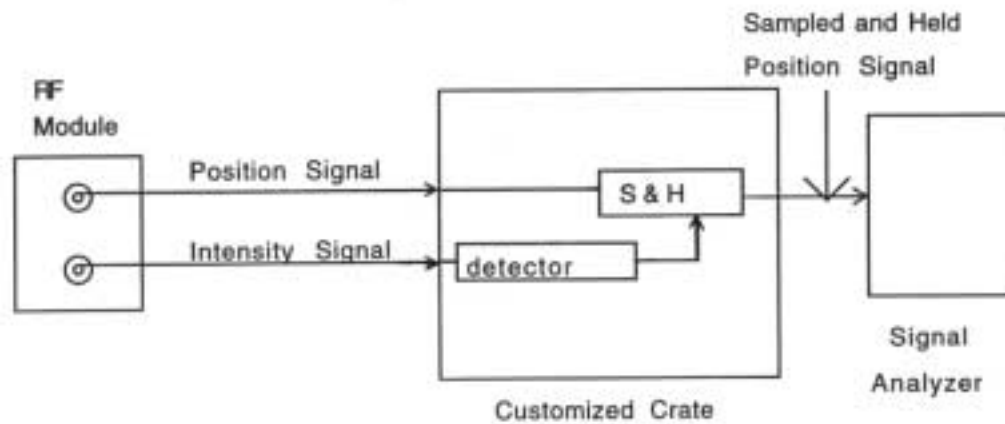 Sampled and Held
Position Signal
RF
Module
Position Signal
S & H
Intensity Signal
detector
Signal
Analyzer
Customized Crate